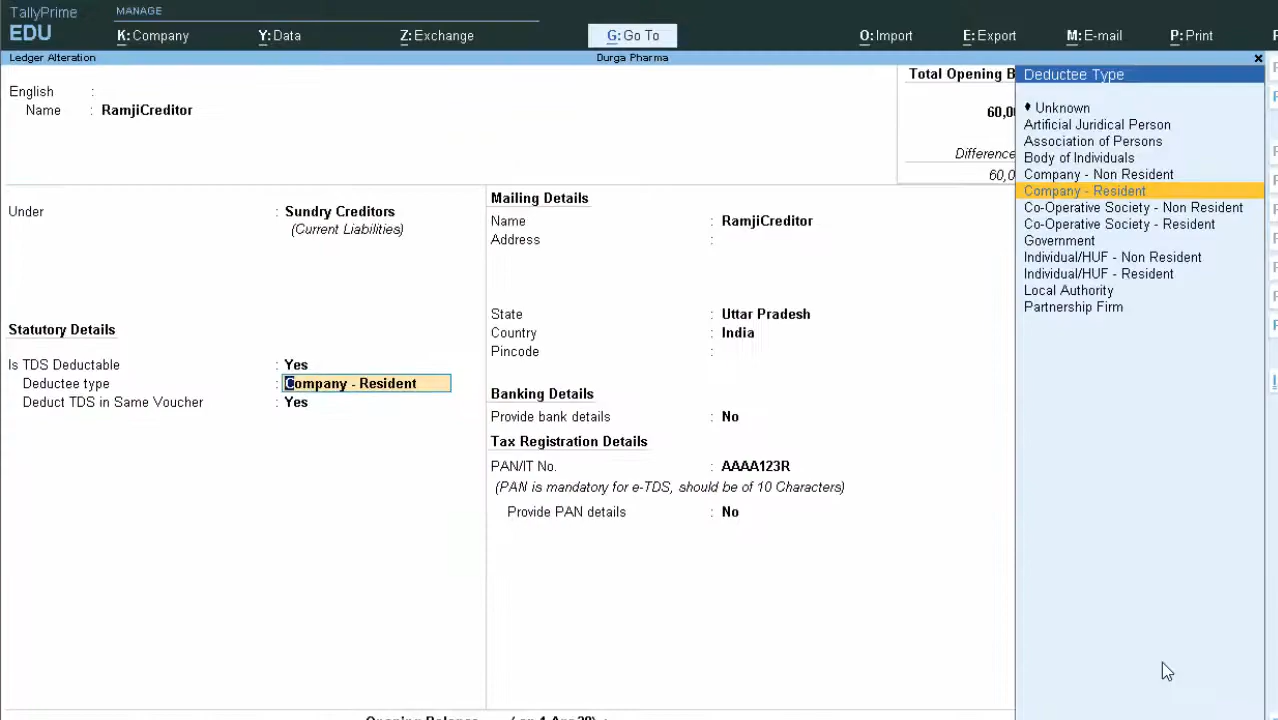 TallyPrime
EDU
MANAGE
K: Company
Y: Data
Z: Exchange
G: Go To
O: Import
E: Export
M: E-mail
P: Print
Ledger Alteration
Durga Pharma
English :
Name : RamjiCreditor
Total Opening B
60,0
Difference
60,0
Under : Sundry Creditors
(Current Liabilities)
Statutory Details
Is TDS Deductable : Yes
Deductee type : Company - Resident
Deduct TDS in Same Voucher : Yes
Mailing Details
Name : RamjiCreditor
Address :
State : Uttar Pradesh
Country : India
Pincode :
Banking Details
Provide bank details : No
Tax Registration Details
PAN/IT No. : AAAA123R
(PAN is mandatory for e-TDS, should be of 10 Characters)
Provide PAN details : No
Deductee Type
♦ Unknown
Artificial Juridical Person
Association of Persons
Body of Individuals
Company - Non Resident
Company - Resident
Co-Operative Society - Non Resident
Co-Operative Society - Resident
Government
Individual/HUF - Non Resident
Individual/HUF - Resident
Local Authority
Partnership Firm